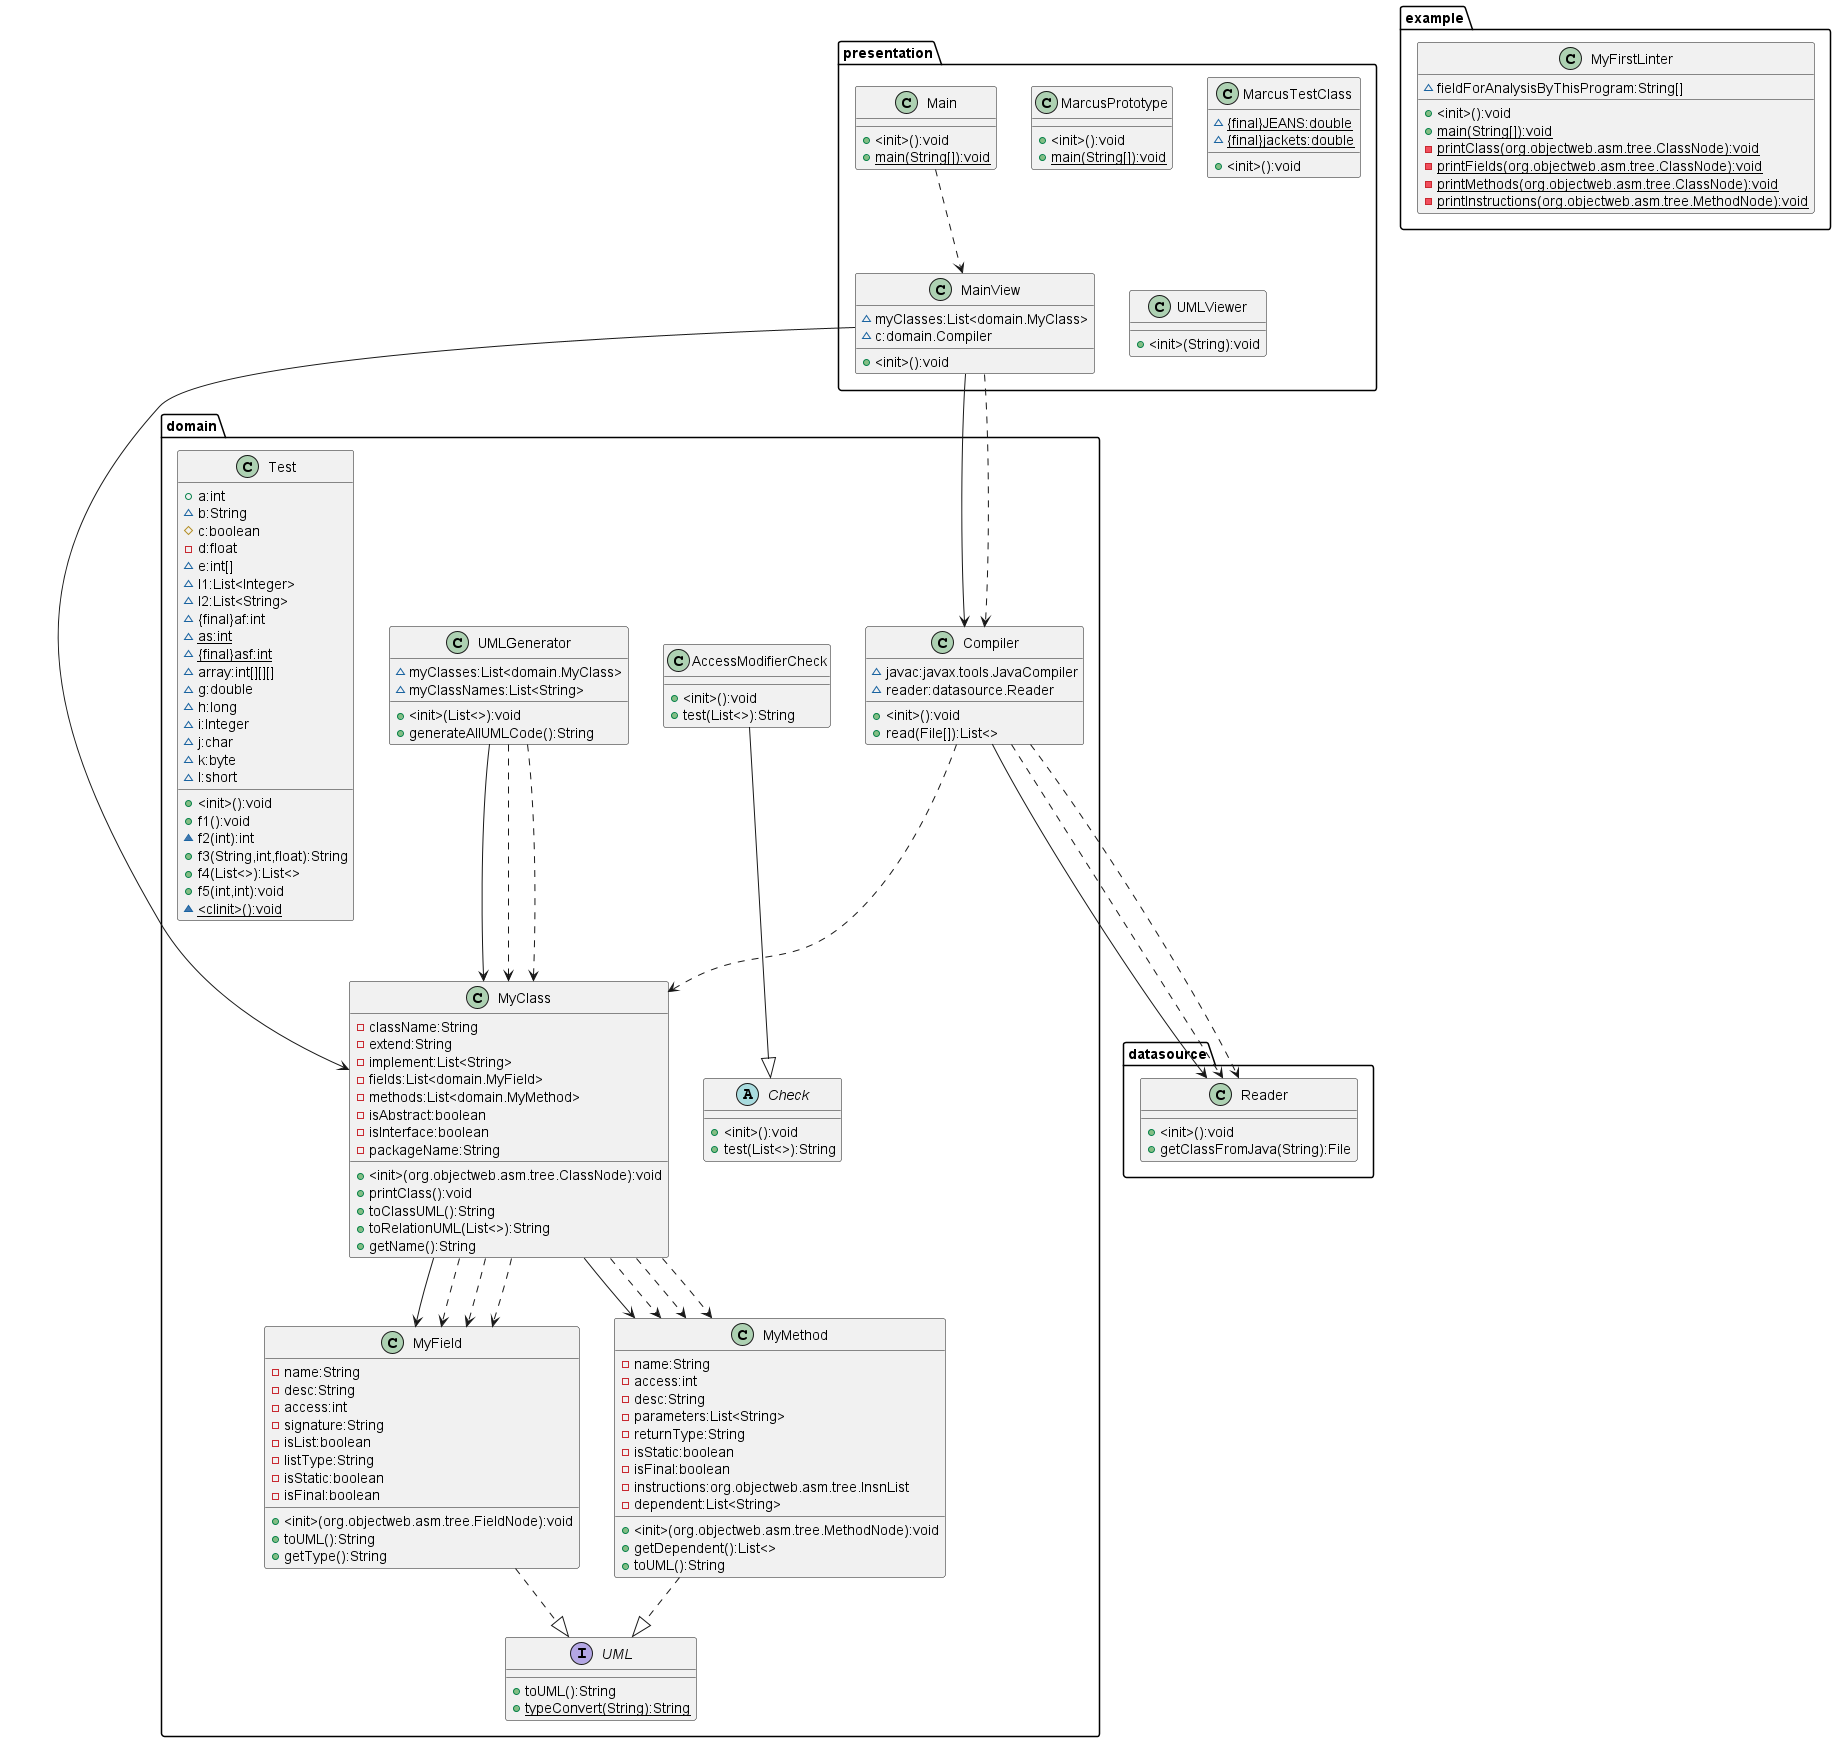 example
MyFirstLinter
fieldForAnalysisByThisProgram:String[]
<init>():void
main(String[]):void
printClass(org.objectweb.asm.tree.ClassNode):void
printFields(org.objectweb.asm.tree.ClassNode):void
printMethods(org.objectweb.asm.tree.ClassNode):void
printInstructions(org.objectweb.asm.tree.MethodNode):void
presentation
Main
<init>():void
main(String[]):void
MarcusPrototype
<init>():void
main(String[]):void
MarcusTestClass
{final}JEANS:double
{final}jackets:double
<init>():void
MainView
myClasses:List<domain.MyClass>
c:domain.Compiler
<init>():void
UMLViewer
<init>(String):void
domain
Test
a:int
b:String
c:boolean
d:float
e:int[]
l1:List<Integer>
l2:List<String>
{final}af:int
as:int
{final}asf:int
array:int[][][]
g:double
h:long
i:Integer
j:char
k:byte
l:short
<init>():void
f1():void
f2(int):int
f3(String,int,float):String
f4(List<>):List<>
f5(int,int):void
<clinit>():void
UMLGenerator
myClasses:List<domain.MyClass>
myClassNames:List<String>
<init>(List<>):void
generateAllUMLCode():String
AccessModifierCheck
<init>():void
test(List<>):String
Compiler
javac:javax.tools.JavaCompiler
reader:datasource.Reader
<init>():void
read(File[]):List<>
MyClass
className:String
extend:String
implement:List<String>
fields:List<domain.MyField>
methods:List<domain.MyMethod>
isAbstract:boolean
isInterface:boolean
packageName:String
<init>(org.objectweb.asm.tree.ClassNode):void
printClass():void
toClassUML():String
toRelationUML(List<>):String
getName():String
Check
<init>():void
test(List<>):String
datasource
Reader
<init>():void
getClassFromJava(String):File
MyField
name:String
desc:String
access:int
signature:String
isList:boolean
listType:String
isStatic:boolean
isFinal:boolean
<init>(org.objectweb.asm.tree.FieldNode):void
toUML():String
getType():String
MyMethod
name:String
access:int
desc:String
parameters:List<String>
returnType:String
isStatic:boolean
isFinal:boolean
instructions:org.objectweb.asm.tree.InsnList
dependent:List<String>
<init>(org.objectweb.asm.tree.MethodNode):void
getDependent():List<>
toUML():String
UML
toUML():String
typeConvert(String):String